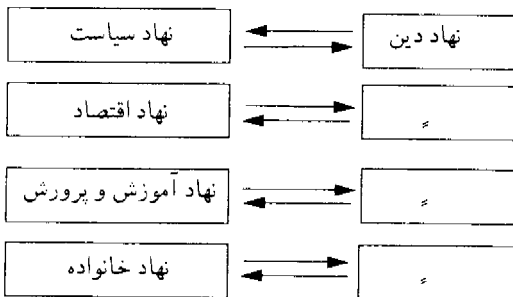 نهاد دین نهاد سیاست
〃 نهاد اقتصاد
〃 نهاد آموزش و پرورش
〃 نهاد خانواده